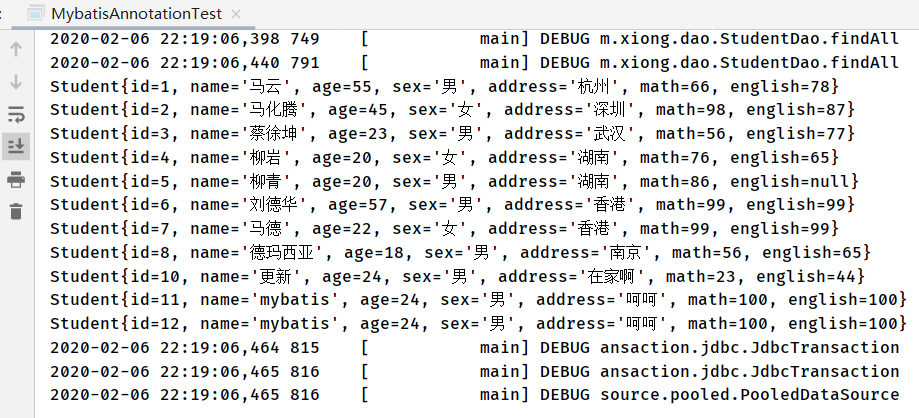 MybatisAnnotationTest ×
2020-02-06 22:19:06,398 749    [           main] DEBUG m.xiong.dao.StudentDao.findAll
2020-02-06 22:19:06,440 791    [           main] DEBUG m.xiong.dao.StudentDao.findAll
Student{id=1, name='马云', age=55, sex='男', address='杭州', math=66, english=78}
Student{id=2, name='马化腾', age=45, sex='女', address='深圳', math=98, english=87}
Student{id=3, name='蔡徐坤', age=23, sex='男', address='武汉', math=56, english=77}
Student{id=4, name='柳岩', age=20, sex='女', address='湖南', math=76, english=65}
Student{id=5, name='柳青', age=20, sex='男', address='湖南', math=86, english=null}
Student{id=6, name='刘德华', age=57, sex='男', address='香港', math=99, english=99}
Student{id=7, name='马德', age=22, sex='女', address='香港', math=99, english=99}
Student{id=8, name='德玛西亚', age=18, sex='男', address='南京', math=56, english=65}
Student{id=10, name='更新', age=24, sex='男', address='在家啊', math=23, english=44}
Student{id=11, name='mybatis', age=24, sex='男', address='呵呵', math=100, english=100}
Student{id=12, name='mybatis', age=24, sex='男', address='呵呵', math=100, english=100}
2020-02-06 22:19:06,464 815    [           main] DEBUG ansaction.jdbc.JdbcTransaction
2020-02-06 22:19:06,465 816    [           main] DEBUG ansaction.jdbc.JdbcTransaction
2020-02-06 22:19:06,465 816    [           main] DEBUG source.pooled.PooledDataSource